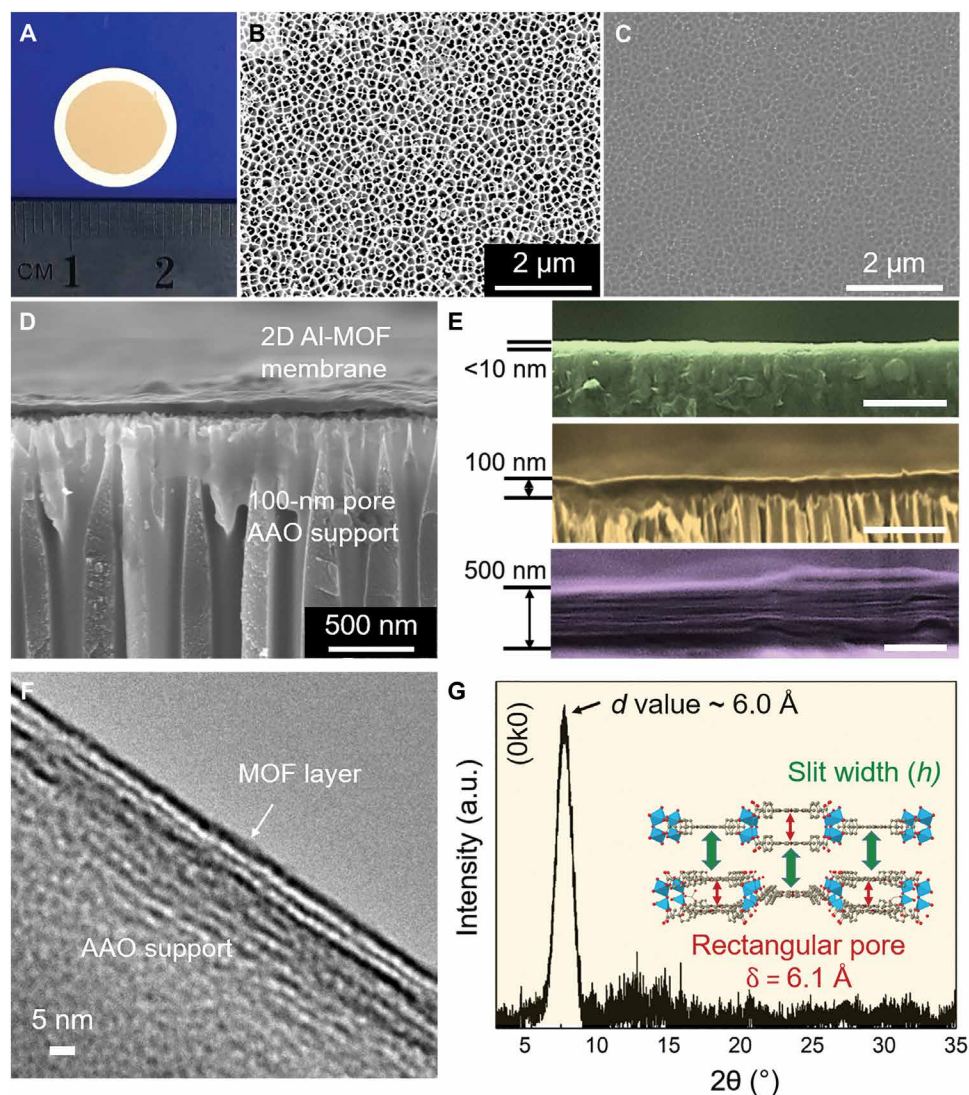 A
CM 1 2
B
2 μm
C
2 μm
D
2D Al-MOF
membrane
100-nm pore
AAO support
500 nm
E
<10 nm
100 nm
500 nm
F
MOF layer
AAO support
5 nm
G
Intensity (a.u.)
(0k0)
d value ~ 6.0 Å
Slit width (h)
Rectangular pore
δ = 6.1 Å
5 10 15 20 25 30 35
2θ (°)